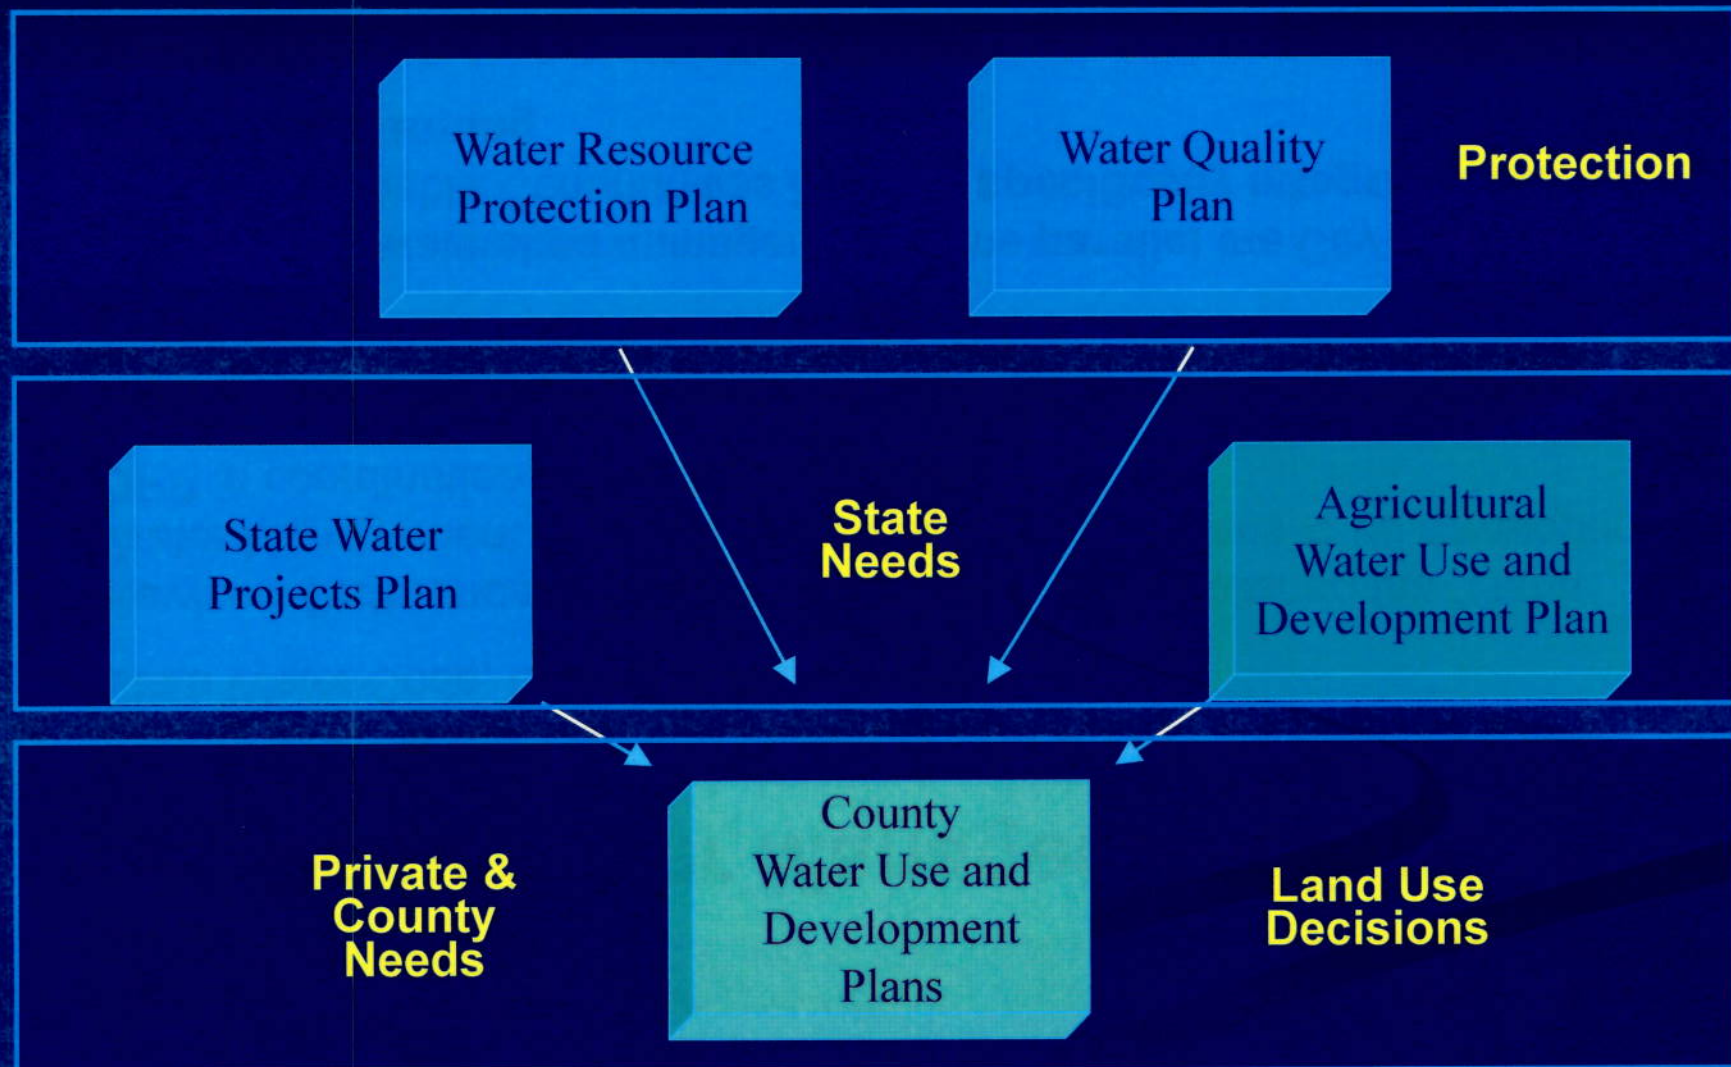 Water Resource
Protection Plan
Water Quality
Plan
Protection
State Water
Projects Plan
State
Needs
Agricultural
Water Use and
Development Plan
Private &
County
Needs
County
Water Use and
Development
Plans
Land Use
Decisions